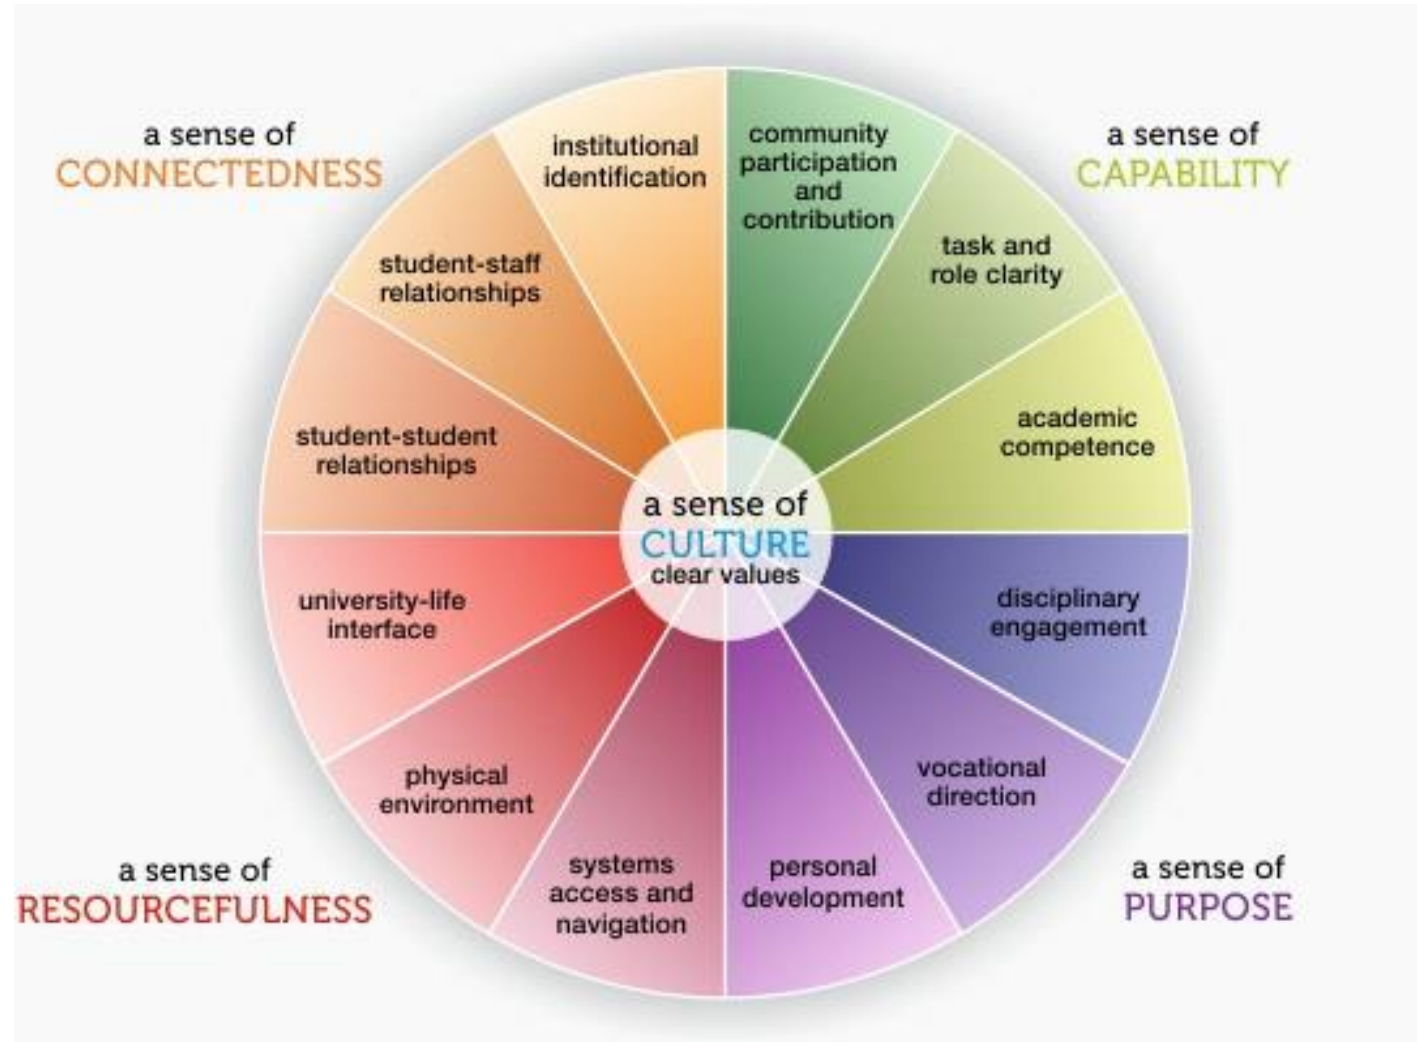 a sense of
CONNECTEDNESS
institutional
identification
student-staff
relationships
student-student
relationships
a sense of
CAPABILITY
community
participation
and
contribution
task and
role clarity
academic
competence
a sense of
CULTURE
clear values
a sense of
RESOURCEFULNESS
university-life
interface
physical
environment
systems
access and
navigation
a sense of
PURPOSE
disciplinary
engagement
vocational
direction
personal
development